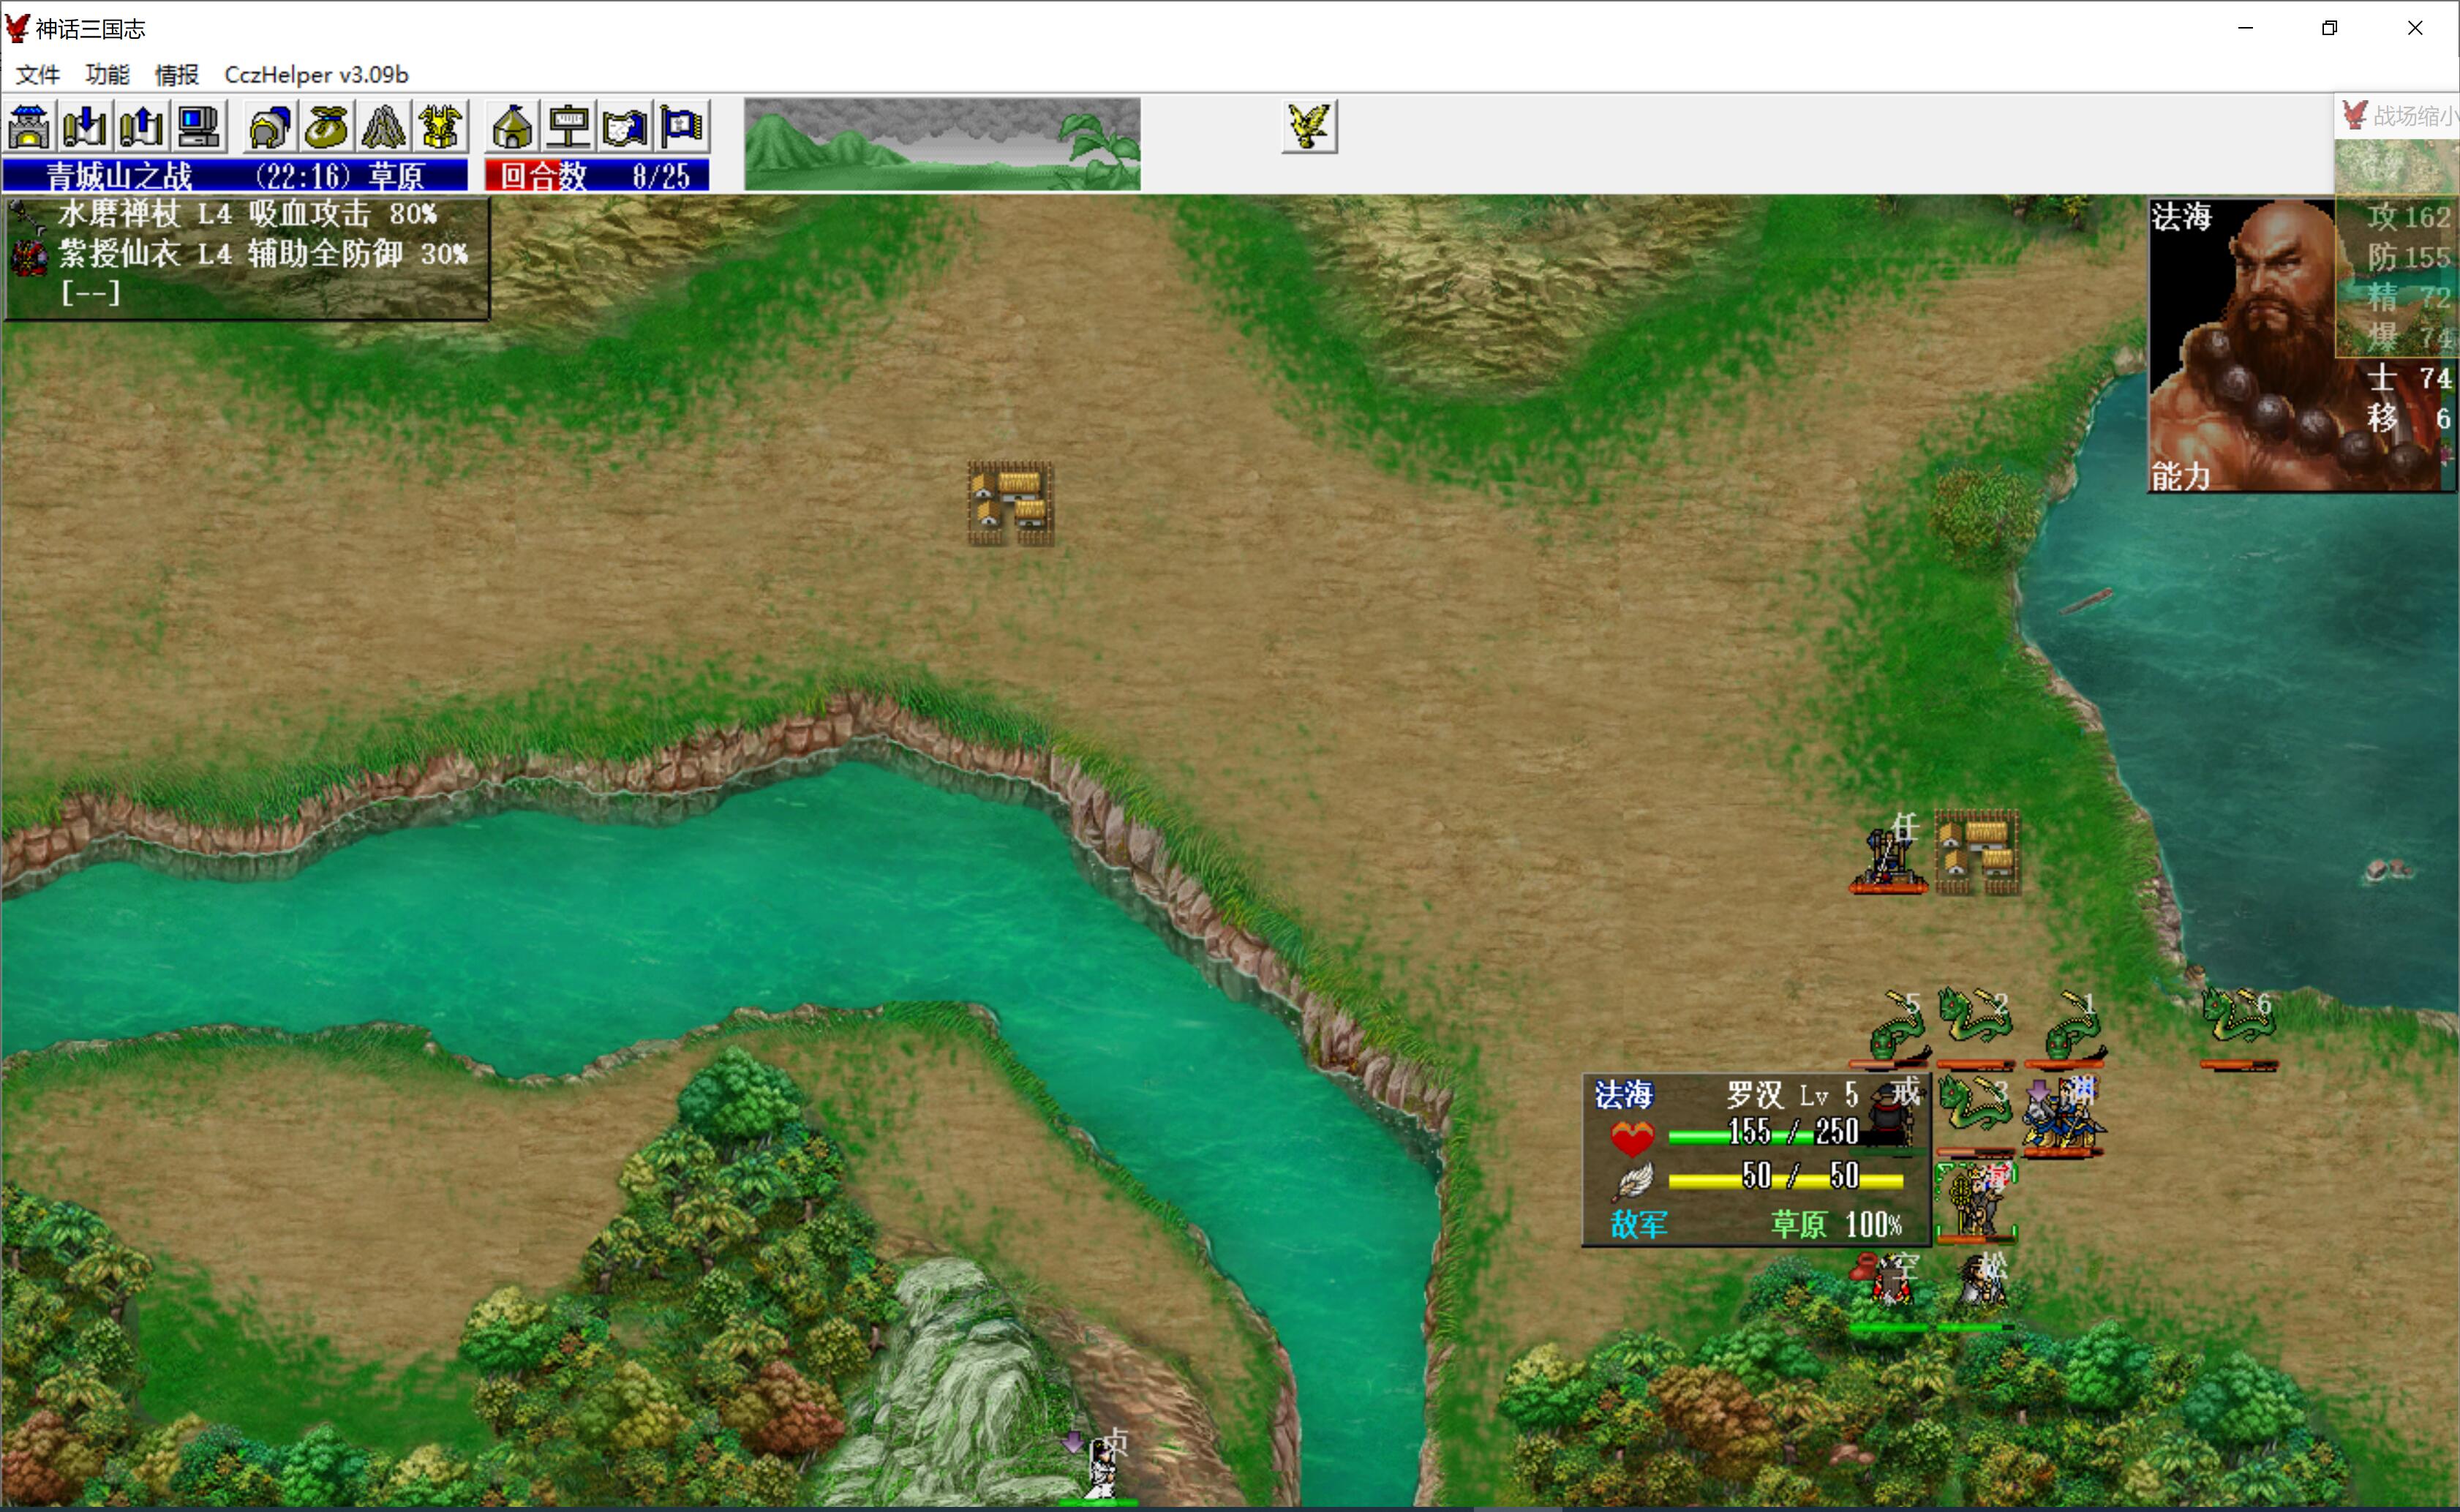 神话三国志
文件 功能 情报 CczHelper v3.09b
青城山之战 (22:16) 草原
回合数 8/25
战场缩小
水磨禅杖 L4 吸血攻击 80%
紫授仙衣 L4 辅助全防御 30%
[--]
法海
攻 162
防 155
精 72
爆 74
士 74
移 6
能力
任
5
2
1
6
法海 罗汉 Lv 5
155 / 250
50 / 50
敌军 草原 100%
戒
3
空
松
贞